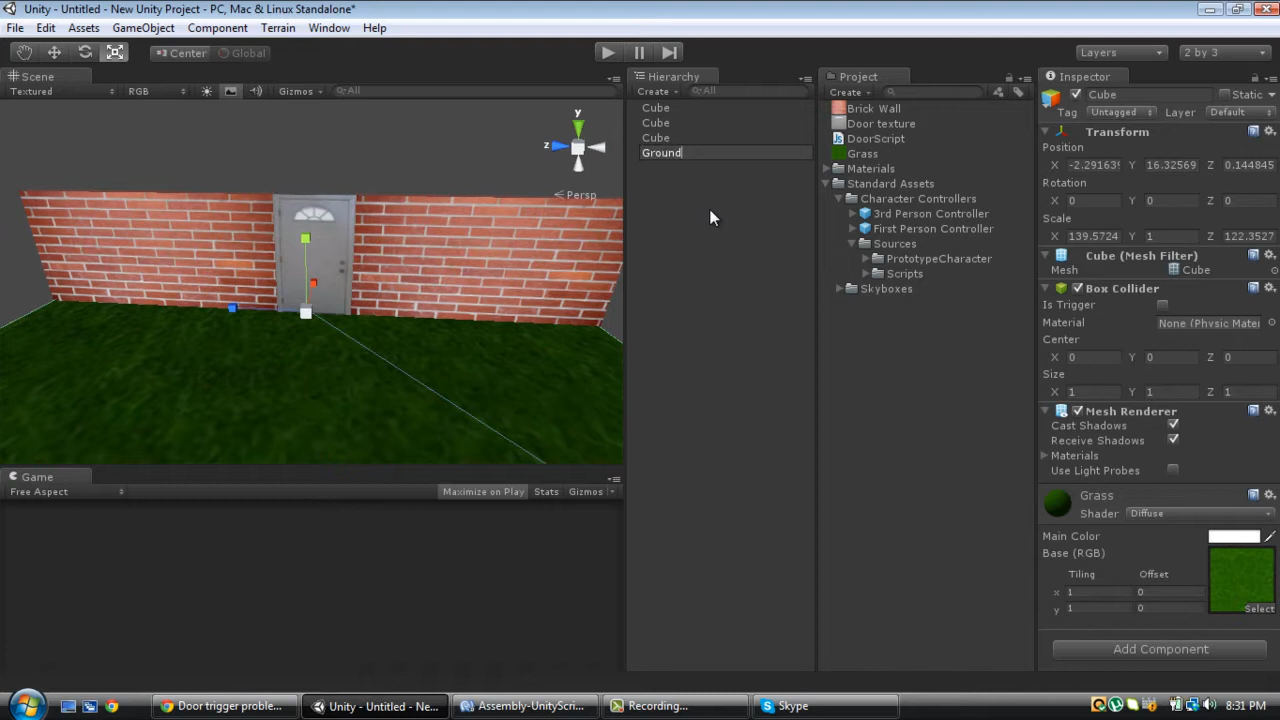 Unity - Untitled - New Unity Project - PC, Mac & Linux Standalone*
File Edit Assets GameObject Component Terrain Window Help
Center Global
Layers 2 by 3
Scene
Textured RGB Gizmos All
y
z
Persp
Game
Free Aspect Maximize on Play Stats Gizmos
Hierarchy
Create All
Cube
Cube
Cube
Ground
Project
Create
Brick Wall
Door texture
DoorScript
Grass
Materials
Standard Assets
Character Controllers
3rd Person Controller
First Person Controller
Sources
PrototypeCharacter
Scripts
Skyboxes
Inspector
Cube Static
Tag Untagged Layer Default
Transform
Position
X -2.291639 Y 16.32569 Z 0.144845
Rotation
X 0 Y 0 Z 0
Scale
X 139.5724 Y 1 Z 122.3527
Cube (Mesh Filter)
Mesh Cube
Box Collider
Is Trigger
Material None (Physic Mater
Center
X 0 Y 0 Z 0
Size
X 1 Y 1 Z 1
Mesh Renderer
Cast Shadows
Receive Shadows
Materials
Use Light Probes
Grass
Shader Diffuse
Main Color
Base (RGB)
Tiling Offset
x 1 0
y 1 0
Select
Add Component
Door trigger proble... Unity - Untitled - Ne... Assembly-UnityScri... Recording... Skype 8:31 PM